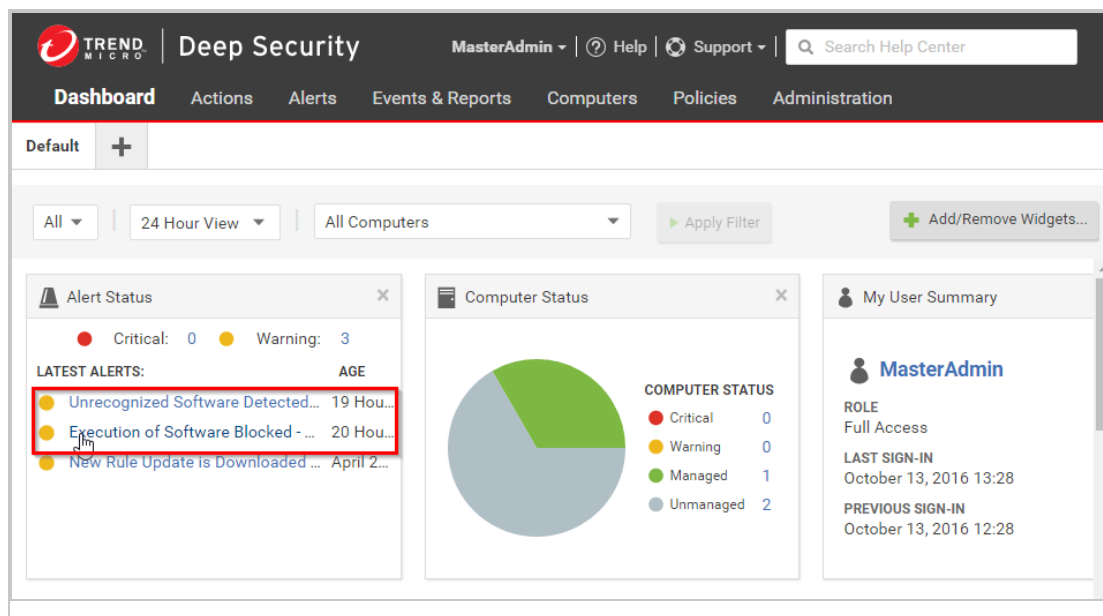 TREND MICRO Deep Security MasterAdmin Help Support Search Help Center
Dashboard Actions Alerts Events & Reports Computers Policies Administration
Default
All 24 Hour View All Computers Apply Filter Add/Remove Widgets...
Alert Status
Critical: 0 Warning: 3
LATEST ALERTS: AGE
Unrecognized Software Detected... 19 Hou...
Execution of Software Blocked - ... 20 Hou...
New Rule Update is Downloaded ... April 2...
Computer Status
COMPUTER STATUS
Critical 0
Warning 0
Managed 1
Unmanaged 2
My User Summary
MasterAdmin
ROLE
Full Access
LAST SIGN-IN
October 13, 2016 13:28
PREVIOUS SIGN-IN
October 13, 2016 12:28